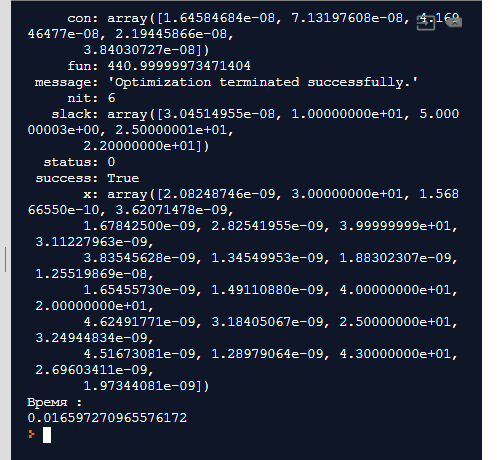 con: array([1.64584684e-08, 7.13197608e-08, 4.169
46477e-08, 2.19445866e-08,
3.84030727e-08])
fun: 440.99999973471404
message: 'Optimization terminated successfully.'
nit: 6
slack: array([3.04514955e-08, 1.00000000e+01, 5.000
00003e+00, 2.50000001e+01,
2.20000000e+01])
status: 0
success: True
x: array([2.08248746e-09, 3.00000000e+01, 1.568
66550e-10, 3.62071478e-09,
1.67842500e-09, 2.82541955e-09, 3.99999999e+01,
3.11227963e-09,
3.83545628e-09, 1.34549953e-09, 1.88302307e-09,
1.25519869e-08,
1.65455730e-09, 1.49110880e-09, 4.00000000e+01,
2.00000000e+01,
4.62491771e-09, 3.18405067e-09, 2.50000000e+01,
3.24944834e-09,
4.51673081e-09, 1.28979064e-09, 4.30000000e+01,
2.69603411e-09,
1.97344081e-09])
Время :
0.016597270965576172
>